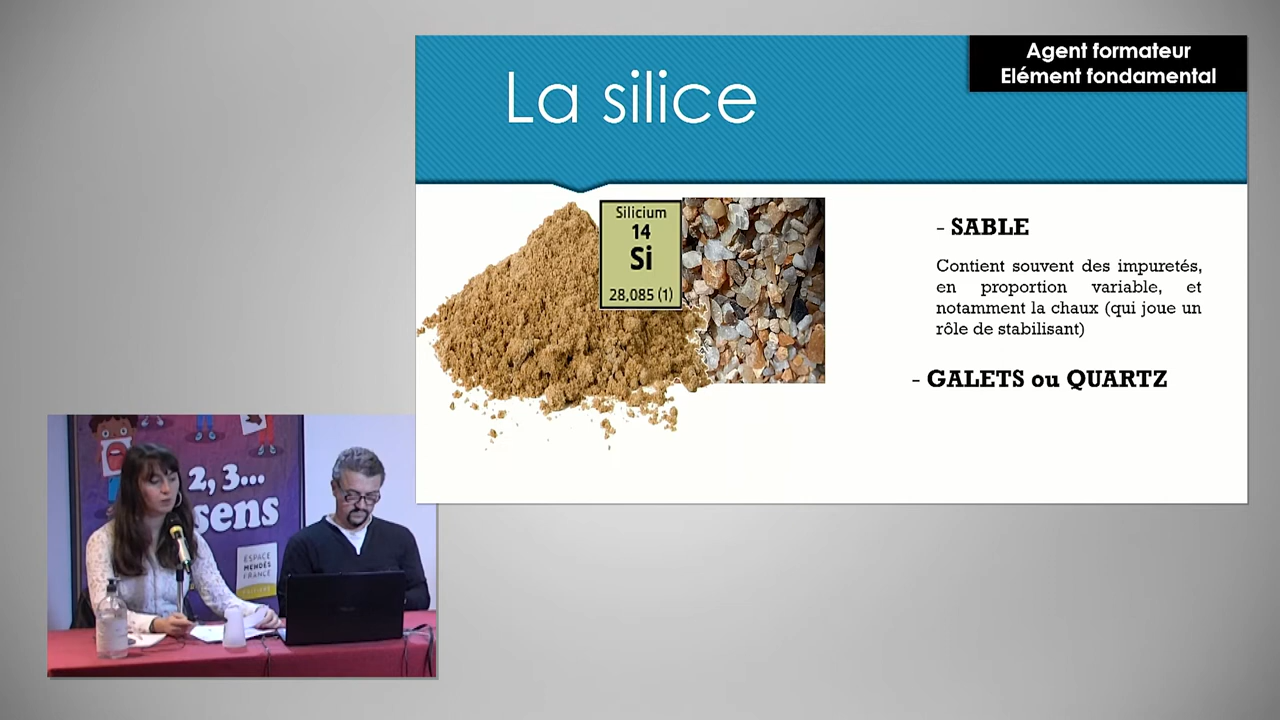 Agent formateur
Elément fondamental
La silice
Silicium
14
Si
28,085 (1)
- SABLE
Contient souvent des impuretés,
en proportion variable, et
notamment la chaux (qui joue un
rôle de stabilisant)
- GALETS ou QUARTZ
2, 3...
sens
ESPACE
MENDÈS
FRANCE